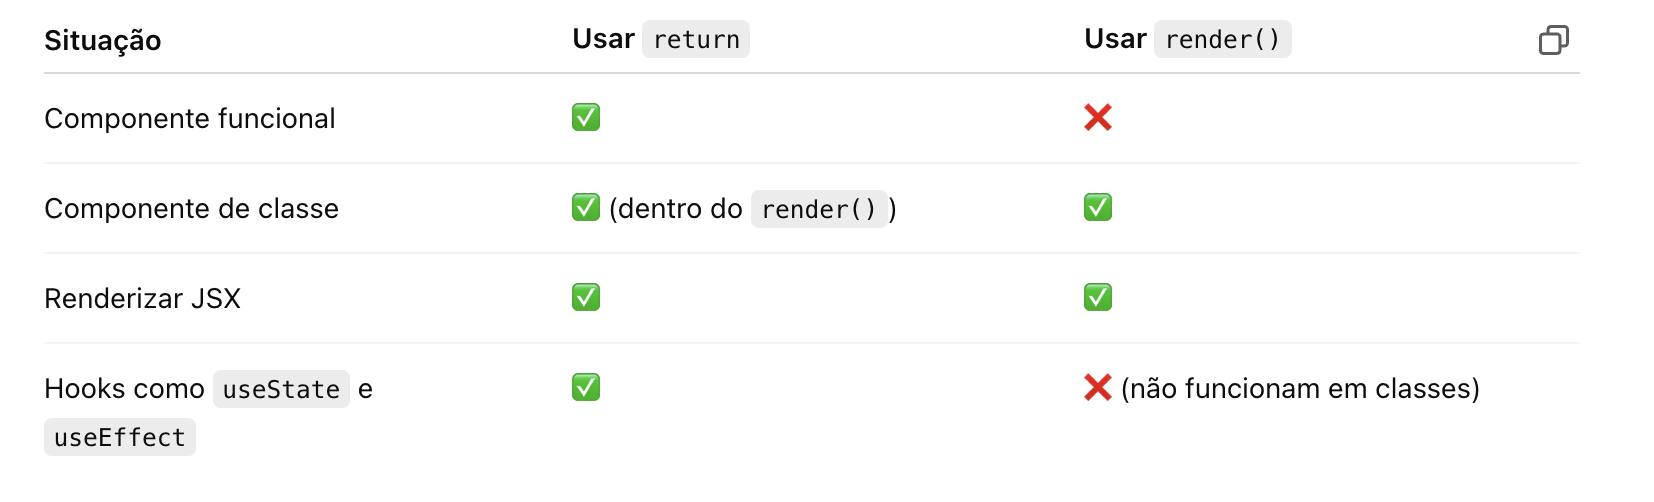 Situação Usar return Usar render()
Componente funcional ✅ ❌
Componente de classe ✅ (dentro do render()) ✅
Renderizar JSX ✅ ✅
Hooks como useState e ✅ ❌ (não funcionam em classes)
useEffect